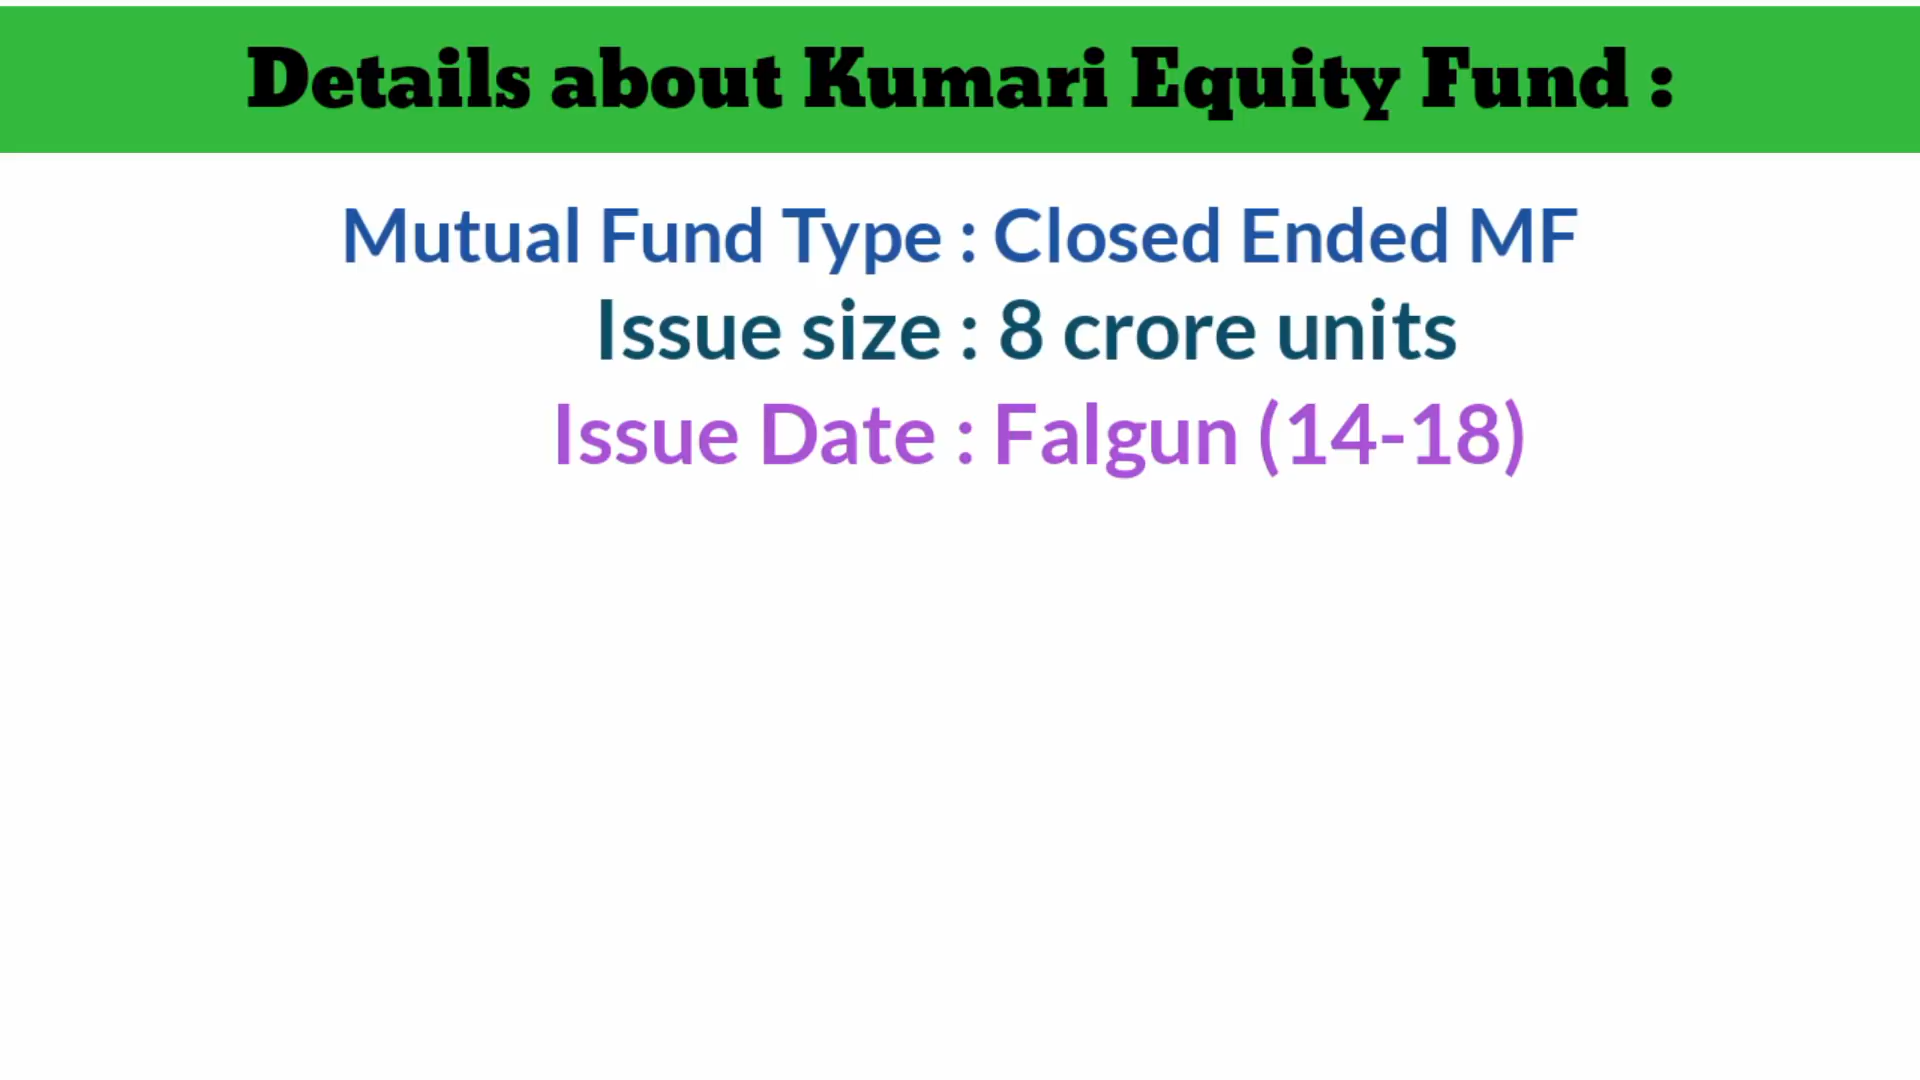 Details about Kumari Equity Fund :
Mutual Fund Type : Closed Ended MF
Issue size : 8 crore units
Issue Date : Falgun (14-18)